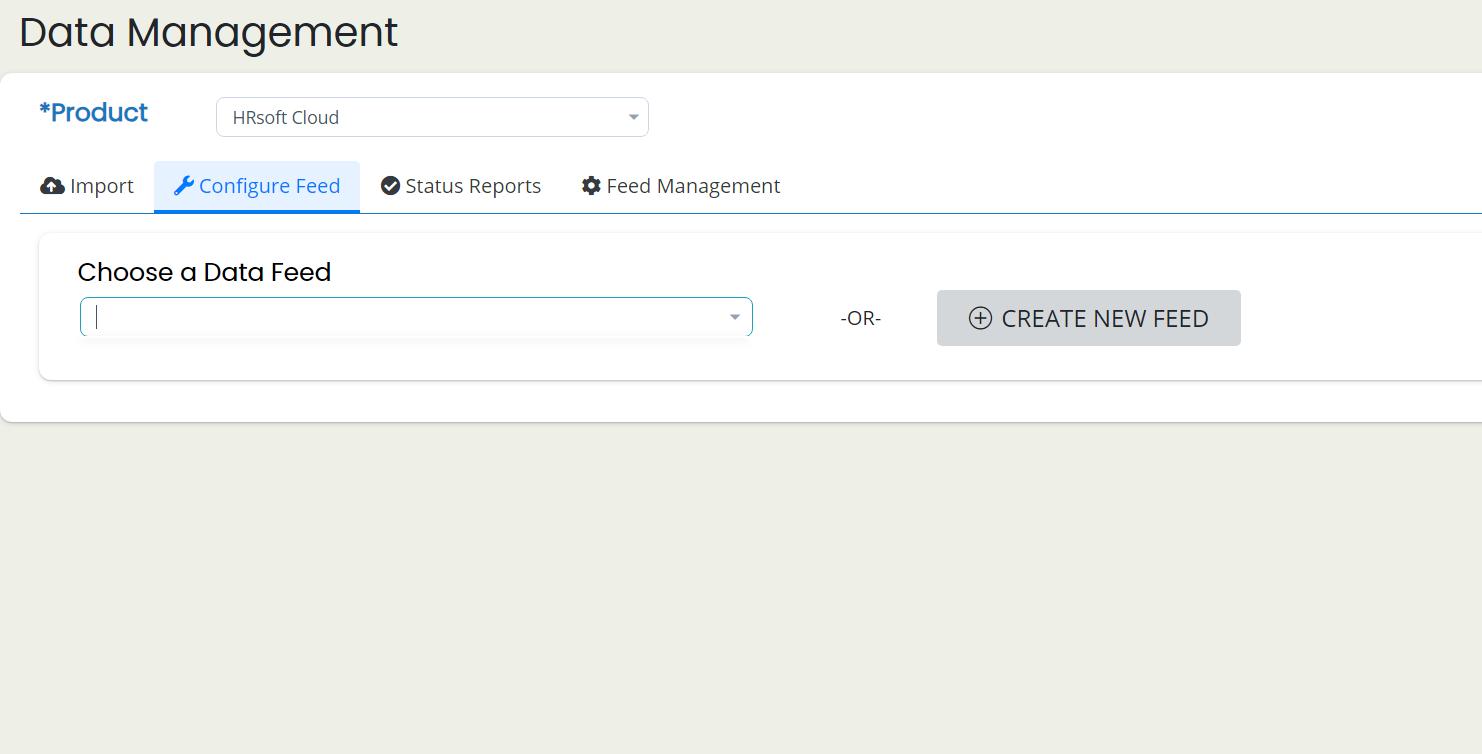 Data Management
*Product
HRsoft Cloud
Import
Configure Feed
Status Reports
Feed Management
Choose a Data Feed
-OR-
CREATE NEW FEED